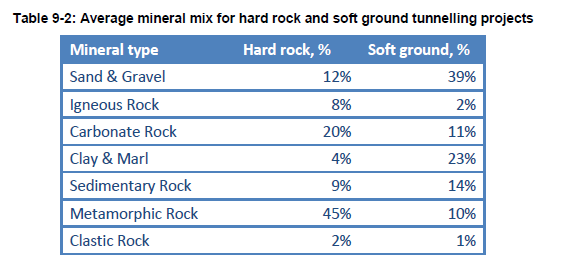 Table 9-2: Average mineral mix for hard rock and soft ground tunnelling projects
Mineral type Hard rock, % Soft ground, %
Sand & Gravel 12% 39%
Igneous Rock 8% 2%
Carbonate Rock 20% 11%
Clay & Marl 4% 23%
Sedimentary Rock 9% 14%
Metamorphic Rock 45% 10%
Clastic Rock 2% 1%